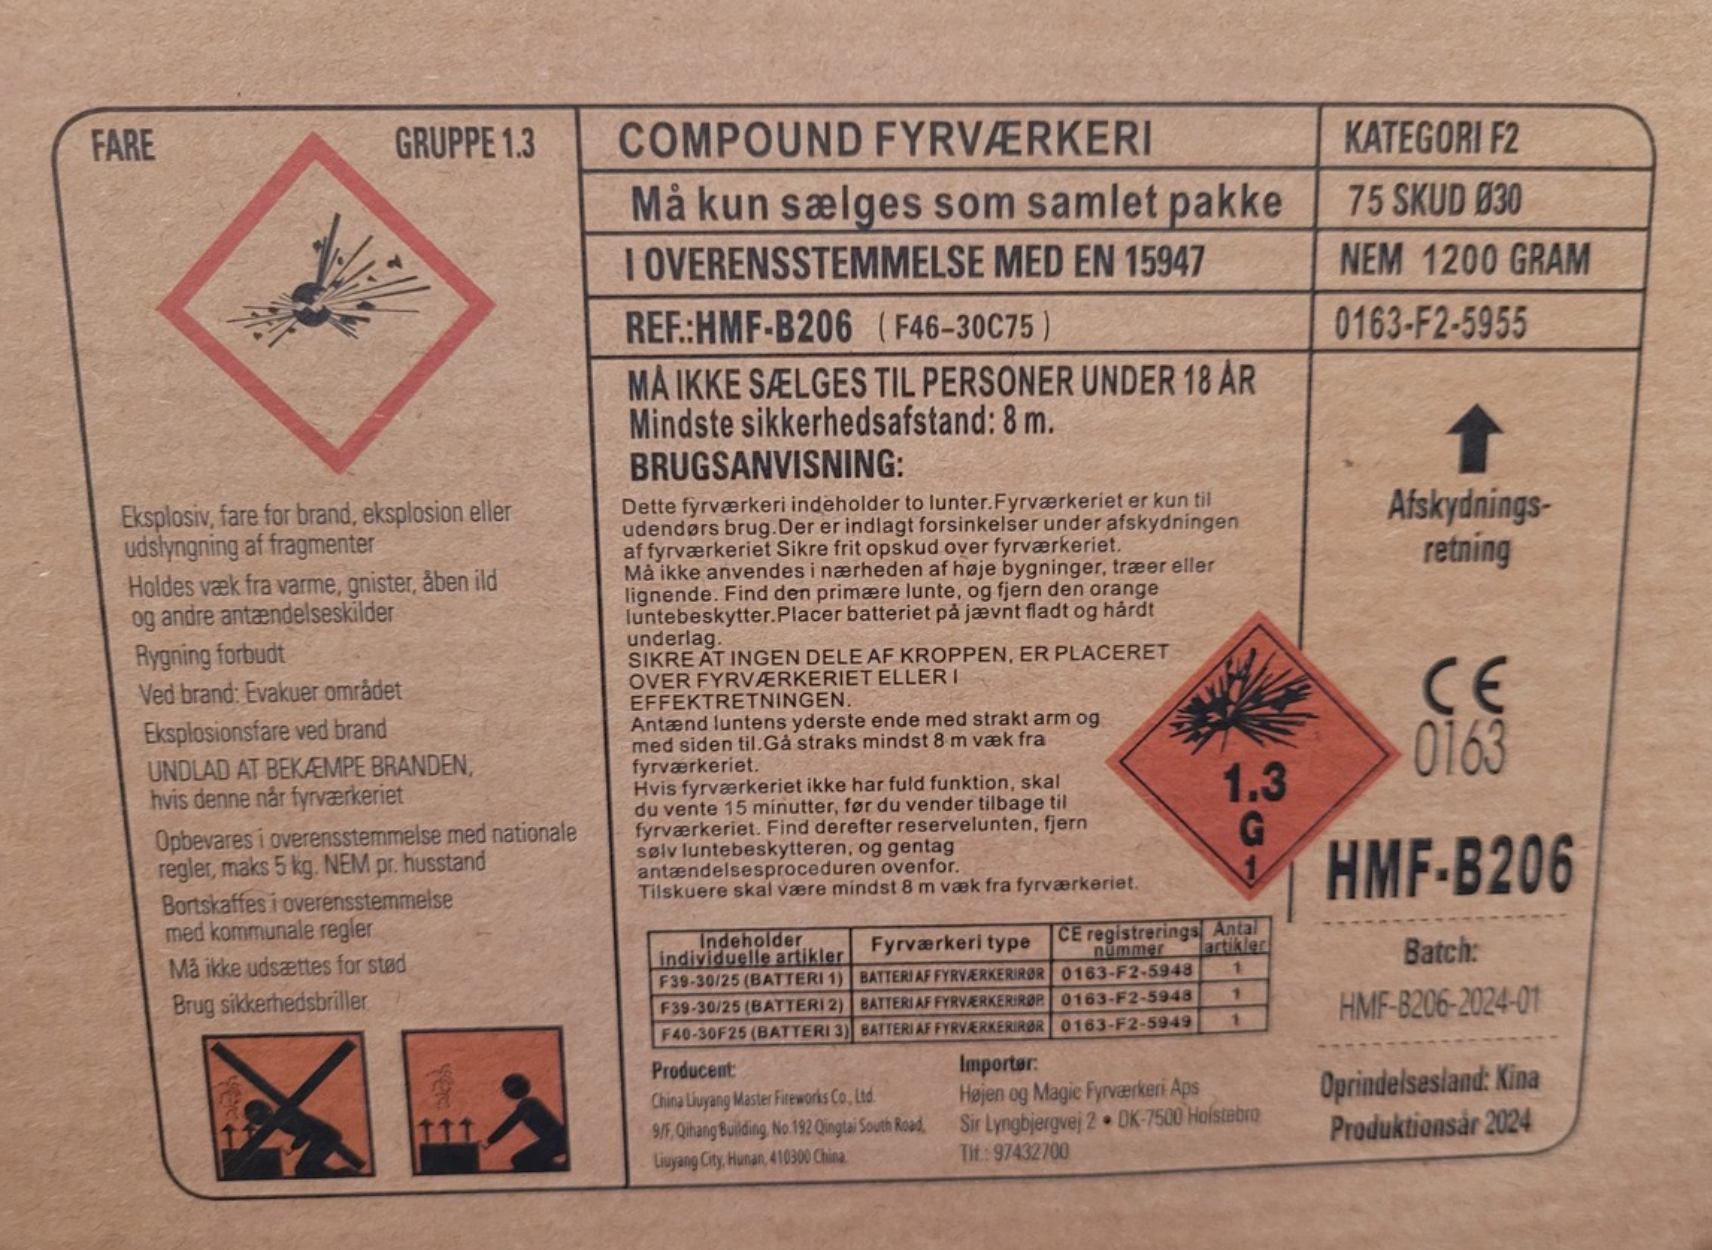 FARE
GRUPPE 1.3
Eksplosiv, fare for brand, eksplosion eller
udslyngning af fragmenter
Holdes væk fra varme, gnister, åben ild
og andre antændelseskilder
Rygning forbudt
Ved brand: Evakuer området
Eksplosionsfare ved brand
UNDLAD AT BEKÆMPE BRANDEN,
hvis denne når fyrværkeriet
Opbevares i overensstemmelse med nationale
regler, maks 5 kg. NEM pr. husstand
Bortskaffes i overensstemmelse
med kommunale regler
Må ikke udsættes for stød
Brug sikkerhedsbriller
COMPOUND FYRVÆRKERI
KATEGORI F2
Må kun sælges som samlet pakke
75 SKUD Ø30
I OVERENSSTEMMELSE MED EN 15947
NEM 1200 GRAM
REF.:HMF-B206 ( F46-30C75 )
0163-F2-5955
MÅ IKKE SÆLGES TIL PERSONER UNDER 18 ÅR
Mindste sikkerhedsafstand: 8 m.
BRUGSANVISNING:
Dette fyrværkeri indeholder to lunter.Fyrværkeriet er kun til
udendørs brug.Der er indlagt forsinkelser under afskydningen
af fyrværkeriet Sikre frit opskud over fyrværkeriet.
Må ikke anvendes i nærheden af høje bygninger, træer eller
lignende. Find den primære lunte, og fjern den orange
luntebeskytter.Placer batteriet på jævnt fladt og hårdt
underlag.
SIKRE AT INGEN DELE AF KROPPEN, ER PLACERET
OVER FYRVÆRKERIET ELLER I
EFFEKTRETNINGEN.
Antænd luntens yderste ende med strakt arm og
med siden til.Gå straks mindst 8 m væk fra
fyrværkeriet.
Hvis fyrværkeriet ikke har fuld funktion, skal
du vente 15 minutter, før du vender tilbage til
fyrværkeriet. Find derefter reservelunten, fjern
sølv luntebeskytteren, og gentag
antændelsesproceduren ovenfor.
Tilskuere skal være mindst 8 m væk fra fyrværkeriet.
1.3
G
1
Indeholder individuelle artikler Fyrværkeri type CE registrerings nummer Antal artikler
F39-30/25 (BATTERI 1) BATTERI AF FYRVÆRKERIRØR 0163-F2-5948 1
F39-30/25 (BATTERI 2) BATTERI AF FYRVÆRKERIRØR 0163-F2-5948 1
F40-30F25 (BATTERI 3) BATTERI AF FYRVÆRKERIRØR 0163-F2-5949 1
Producent:
China Liuyang Master Fireworks Co., Ltd.
9/F, Qihang Building, No.192 Qingtai South Road,
Liuyang City, Hunan, 410300 China
Importør:
Højen og Magic Fyrværkeri Aps
Sir Lyngbjergvej 2 • DK-7500 Holstebro
Tlf.: 97432700
Afskydnings-
retning
CE
0163
HMF-B206
Batch:
HMF-B206-2024-01
Oprindelsesland: Kina
Produktionsår 2024